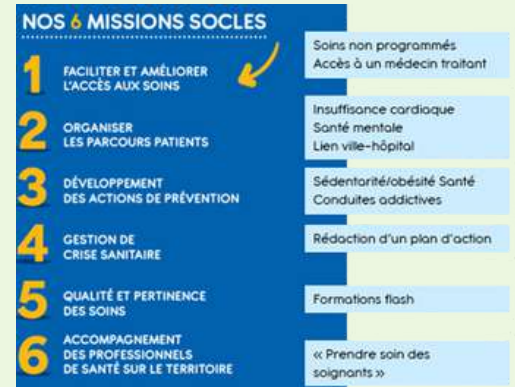 NOS 6 MISSIONS SOCLES
1
FACILITER ET AMÉLIORER
L'ACCÈS AUX SOINS
Soins non programmés
Accès à un médecin traitant
2
ORGANISER
LES PARCOURS PATIENTS
Insuffisance cardiaque
Santé mentale
Lien ville-hôpital
3
DÉVELOPPEMENT
DES ACTIONS DE PRÉVENTION
Sédentarité/obésité Santé
Conduites addictives
4
GESTION DE
CRISE SANITAIRE
Rédaction d'un plan d'action
5
QUALITÉ ET PERTINENCE
DES SOINS
Formations flash
6
ACCOMPAGNEMENT
DES PROFESSIONNELS
DE SANTÉ SUR LE TERRITOIRE
« Prendre soin des
soignants »